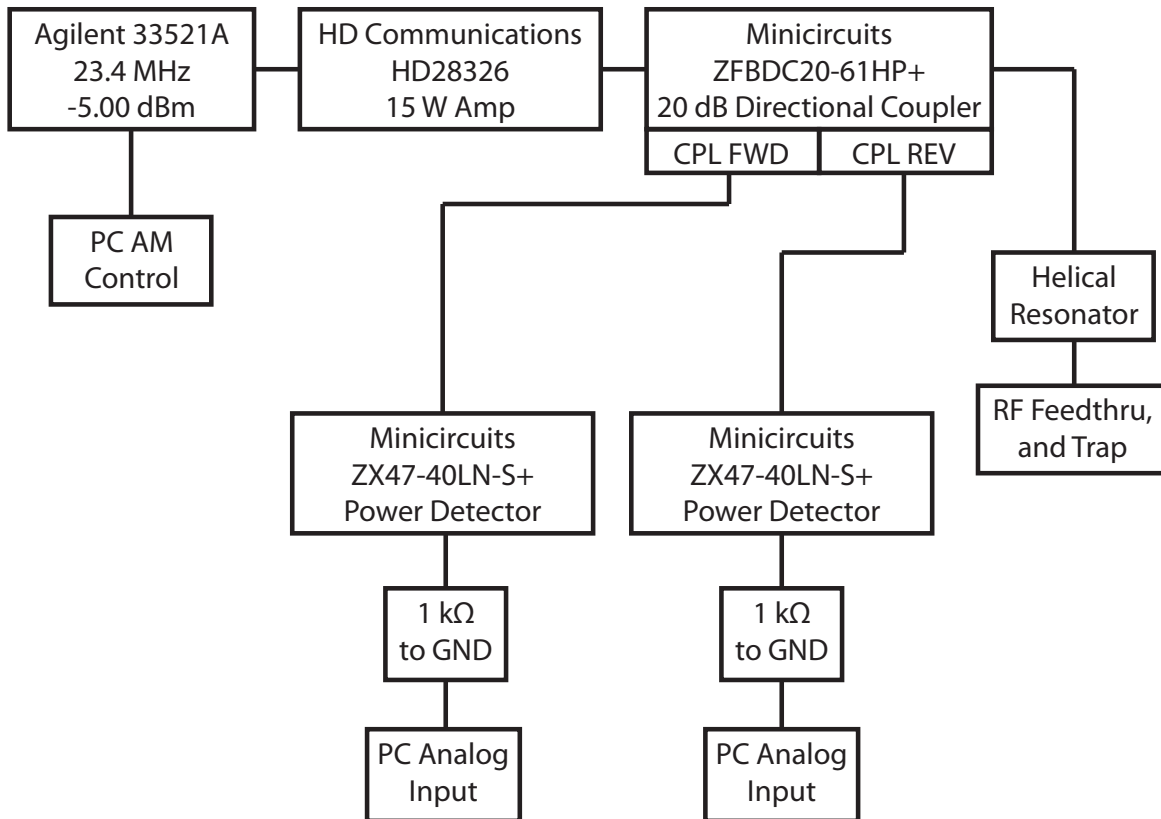 Agilent 33521A
23.4 MHz
-5.00 dBm
HD Communications
HD28326
15 W Amp
Minicircuits
ZFBDC20-61HP+
20 dB Directional Coupler
CPL FWD
CPL REV
PC AM
Control
Helical
Resonator
RF Feedthru,
and Trap
Minicircuits
ZX47-40LN-S+
Power Detector
Minicircuits
ZX47-40LN-S+
Power Detector
1 kΩ
to GND
1 kΩ
to GND
PC Analog
Input
PC Analog
Input